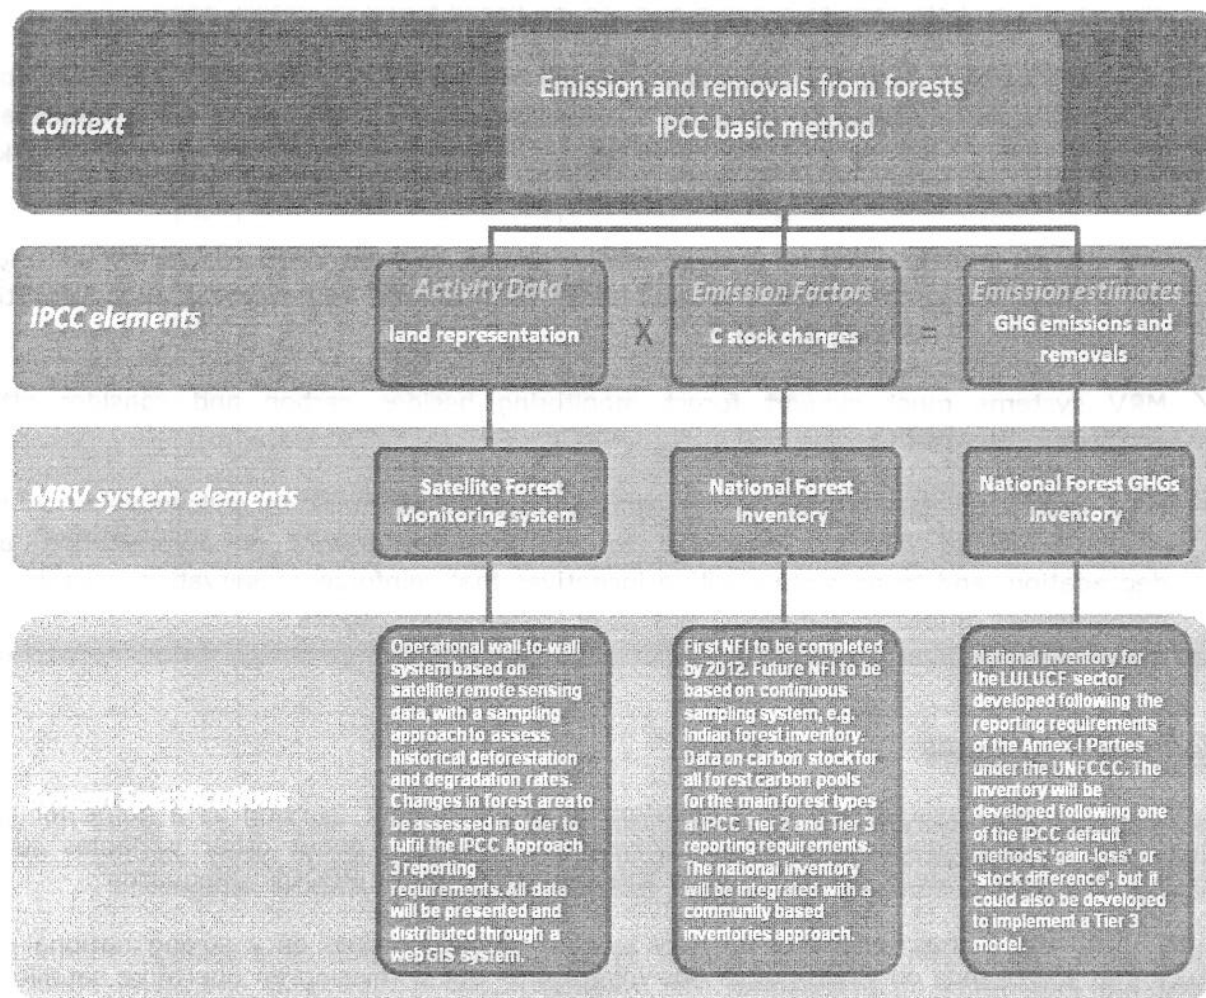 Context
Emission and removals from forests
IPCC basic method
IPCC elements
Activity Data
land representation
X
Emission Factors
C stock changes
=
Emission estimates
GHG emissions and
removals
MRV system elements
Satellite Forest
Monitoring system
National Forest
Inventory
National Forest GHGs
Inventory
System Specifications
Operational wall-to-wall
system based on
satellite remote sensing
data, with a sampling
approach to assess
historical deforestation
and degradation rates.
Changes in forest area to
be assessed in order to
fulfil the IPCC Approach
3 reporting
requirements. All data
will be presented and
distributed through a
web GIS system.
First NFI to be completed
by 2012. Future NFI to be
based on continuous
sampling system, e.g.
Indian forest inventory.
Data on carbon stock for
all forest carbon pools
for the main forest types
at IPCC Tier 2 and Tier 3
reporting requirements.
The national inventory
will be integrated with a
community based
inventories approach.
National inventory for
the LULUCF sector
developed following the
reporting requirements
of the Annex-I Parties
under the UNFCCC. The
inventory will be
developed following one
of the IPCC default
methods: 'gain-loss' or
'stock difference', but it
could also be developed
to implement a Tier 3
model.